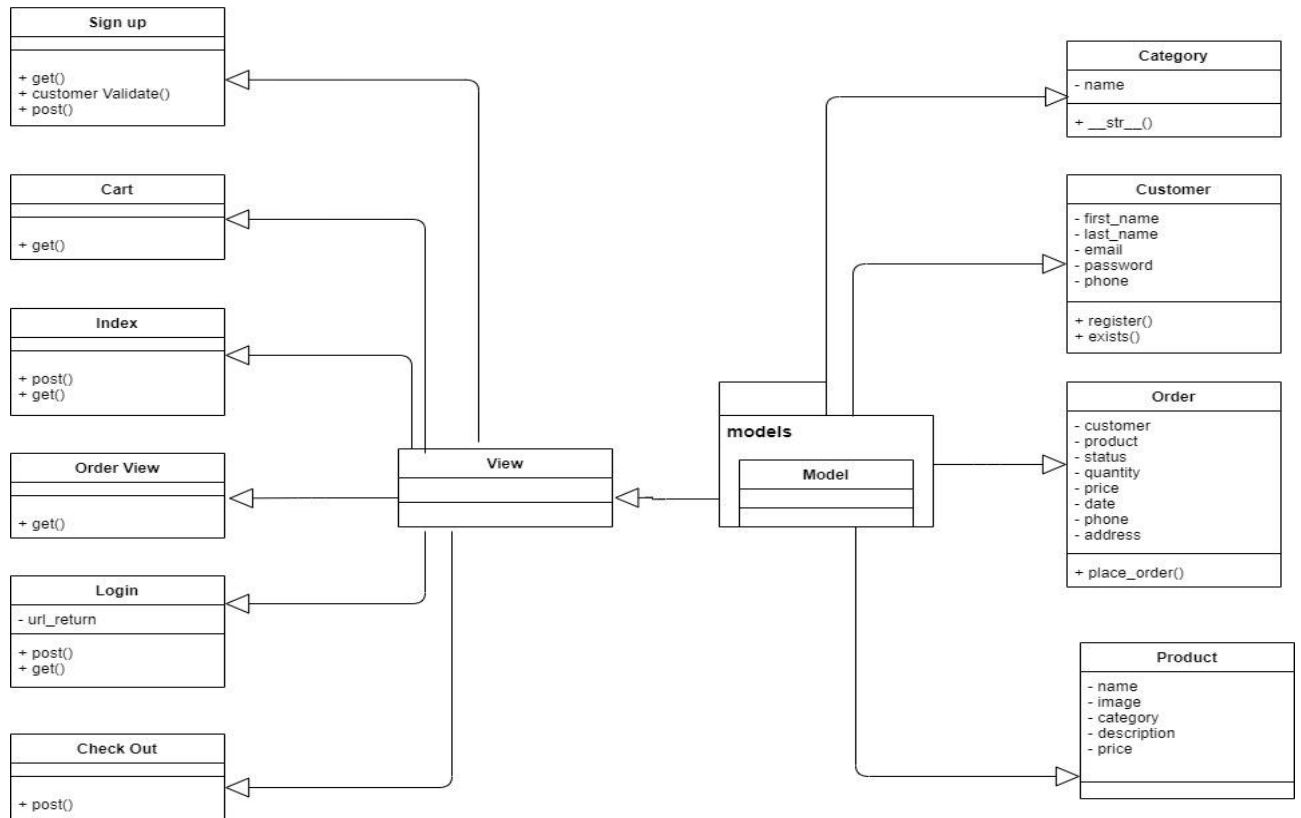 Sign up
+ get()
+ customer Validate()
+ post()
Cart
+ get()
Index
+ post()
+ get()
Order View
+ get()
Login
- url_return
+ post()
+ get()
Check Out
+ post()
View
models
Model
Category
- name
+ __str__()
Customer
- first_name
- last_name
- email
- password
- phone
+ register()
+ exists()
Order
- customer
- product
- status
- quantity
- price
- date
- phone
- address
+ place_order()
Product
- name
- image
- category
- description
- price